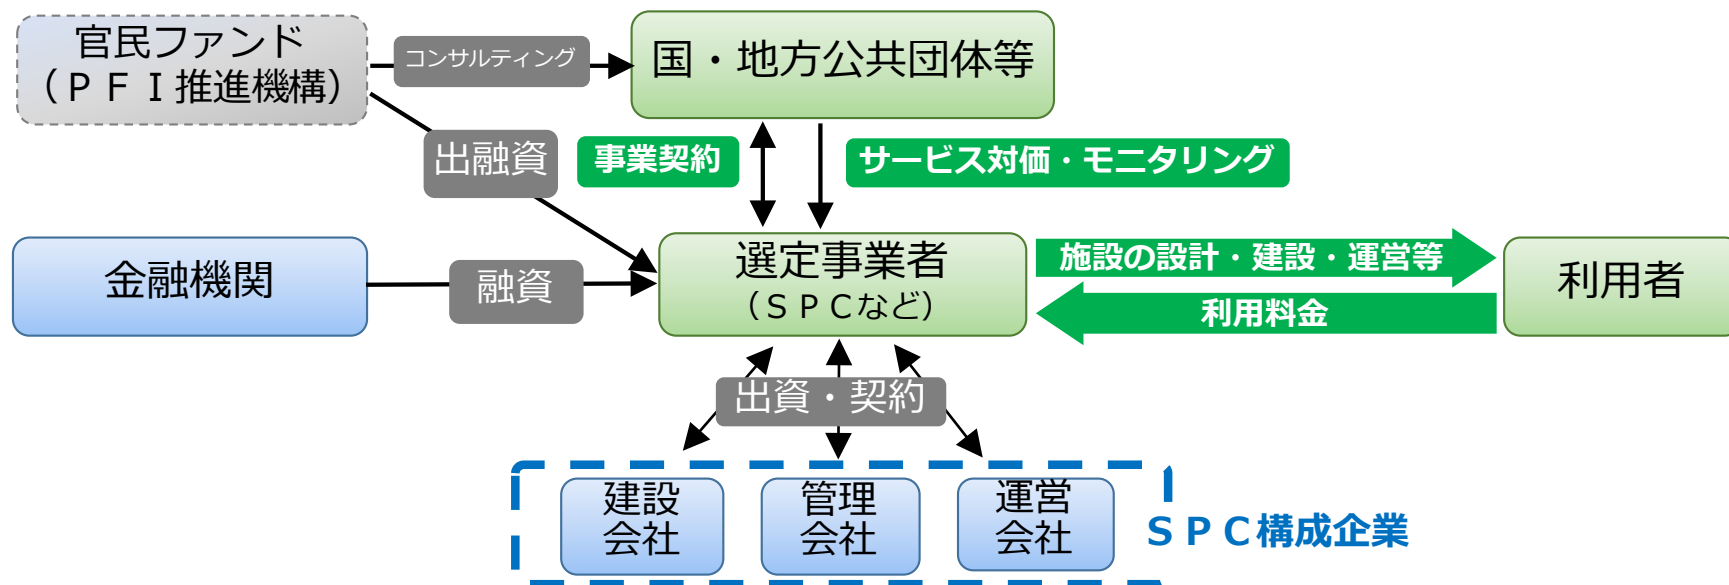 官民ファンド
（ＰＦＩ推進機構）
コンサルティング
国・地方公共団体等
出融資
事業契約
サービス対価・モニタリング
金融機関
融資
選定事業者
（ＳＰＣなど）
施設の設計・建設・運営等
利用料金
利用者
出資・契約
建設
会社
管理
会社
運営
会社
ＳＰＣ構成企業